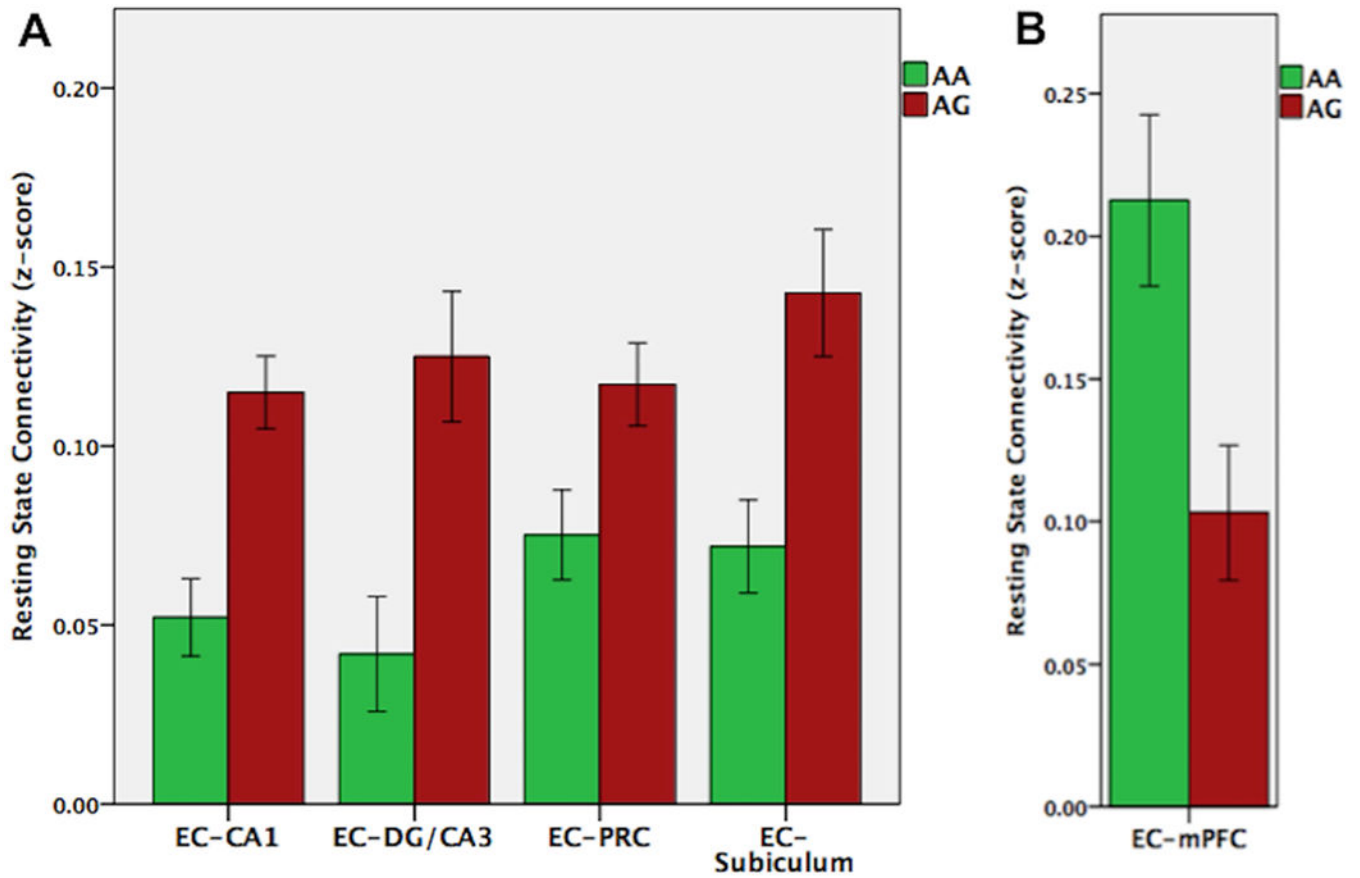 A
Resting State Connectivity (z-score)
0.20
0.15
0.10
0.05
0.00
EC-CA1
EC-DG/CA3
EC-PRC
EC-
Subiculum
AA
AG
B
Resting State Connectivity (z-score)
0.25
0.20
0.15
0.10
0.05
0.00
EC-mPFC
AA
AG